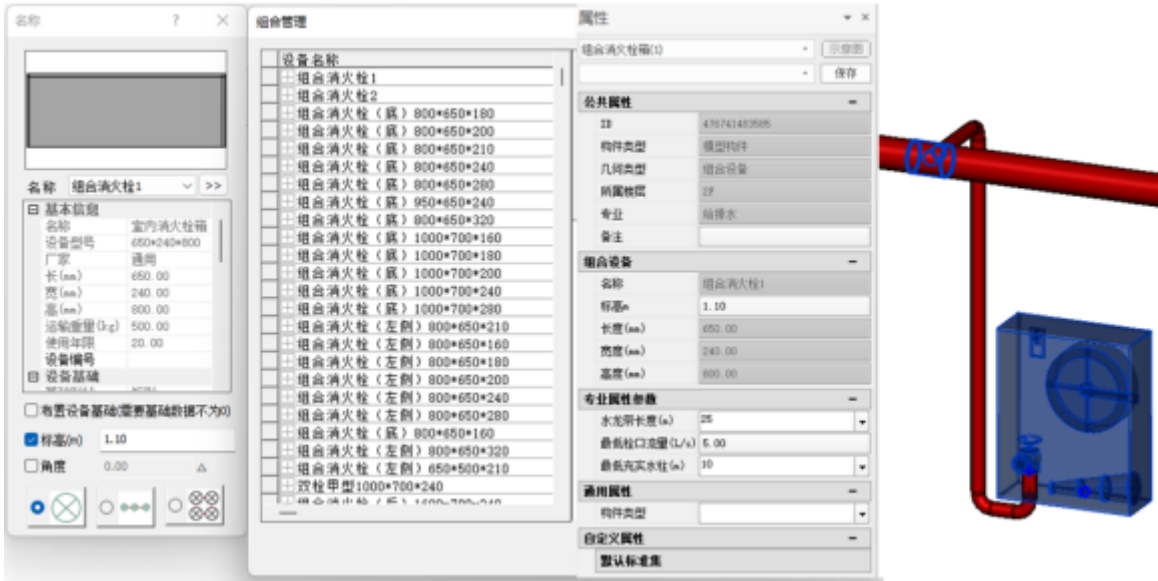 名称
?
名称 组合消火栓1 >>
基本信息
名称 室内消火栓箱
设备型号 650*240*800
厂家 通用
长(mm) 650.00
宽(mm) 240.00
高(mm) 800.00
运输重量(kg) 500.00
使用年限 20.00
设备编号
设备基础
布置设备基础(需要基础数据不为0)
标高(m) 1.10
角度 0.00
组合管理
设备名称
组合消火栓1
组合消火栓2
组合消火栓（底）800*650*180
组合消火栓（底）800*650*200
组合消火栓（底）800*650*210
组合消火栓（底）800*650*240
组合消火栓（底）800*650*280
组合消火栓（底）950*650*240
组合消火栓（底）800*650*320
组合消火栓（底）1000*700*160
组合消火栓（底）1000*700*180
组合消火栓（底）1000*700*200
组合消火栓（底）1000*700*240
组合消火栓（底）1000*700*280
组合消火栓（左侧）800*650*210
组合消火栓（左侧）800*650*160
组合消火栓（左侧）800*650*180
组合消火栓（左侧）800*650*200
组合消火栓（左侧）800*650*240
组合消火栓（左侧）800*650*280
组合消火栓（底）800*650*160
组合消火栓（左侧）800*650*320
组合消火栓（左侧）650*500*210
双栓甲型1000*700*240
属性
组合消火栓箱(1) 示意图
保存
公共属性
ID
构件类型 模型构件
几何类型 组合设备
所属楼层 2F
专业 给排水
备注
组合设备
名称 组合消火栓1
标高m 1.10
长度(mm) 650.00
宽度(mm) 240.00
高度(mm) 800.00
专业属性参数
水龙带长度(m) 25
最低栓口流量(L/s) 5.00
最低充实水柱(m) 10
通用属性
构件类型
自定义属性
默认标准集